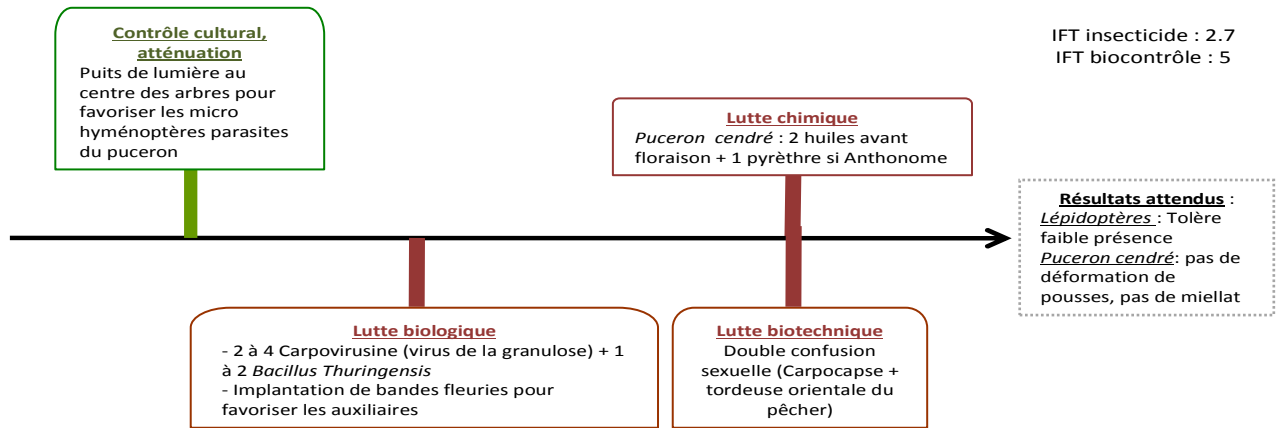 Contrôle cultural,
atténuation
Puits de lumière au
centre des arbres pour
favoriser les micro
hyménoptères parasites
du puceron
IFT insecticide : 2.7
IFT biocontrôle : 5
Lutte chimique
Puceron cendré : 2 huiles avant
floraison + 1 pyrèthre si Anthonome
Résultats attendus :
Lépidoptères : Tolère
faible présence
Puceron cendré: pas de
déformation de
pousses, pas de miellat
Lutte biologique
- 2 à 4 Carpovirusine (virus de la granulose) + 1
à 2 Bacillus Thuringensis
- Implantation de bandes fleuries pour
favoriser les auxiliaires
Lutte biotechnique
Double confusion
sexuelle (Carpocapse +
tordeuse orientale du
pêcher)